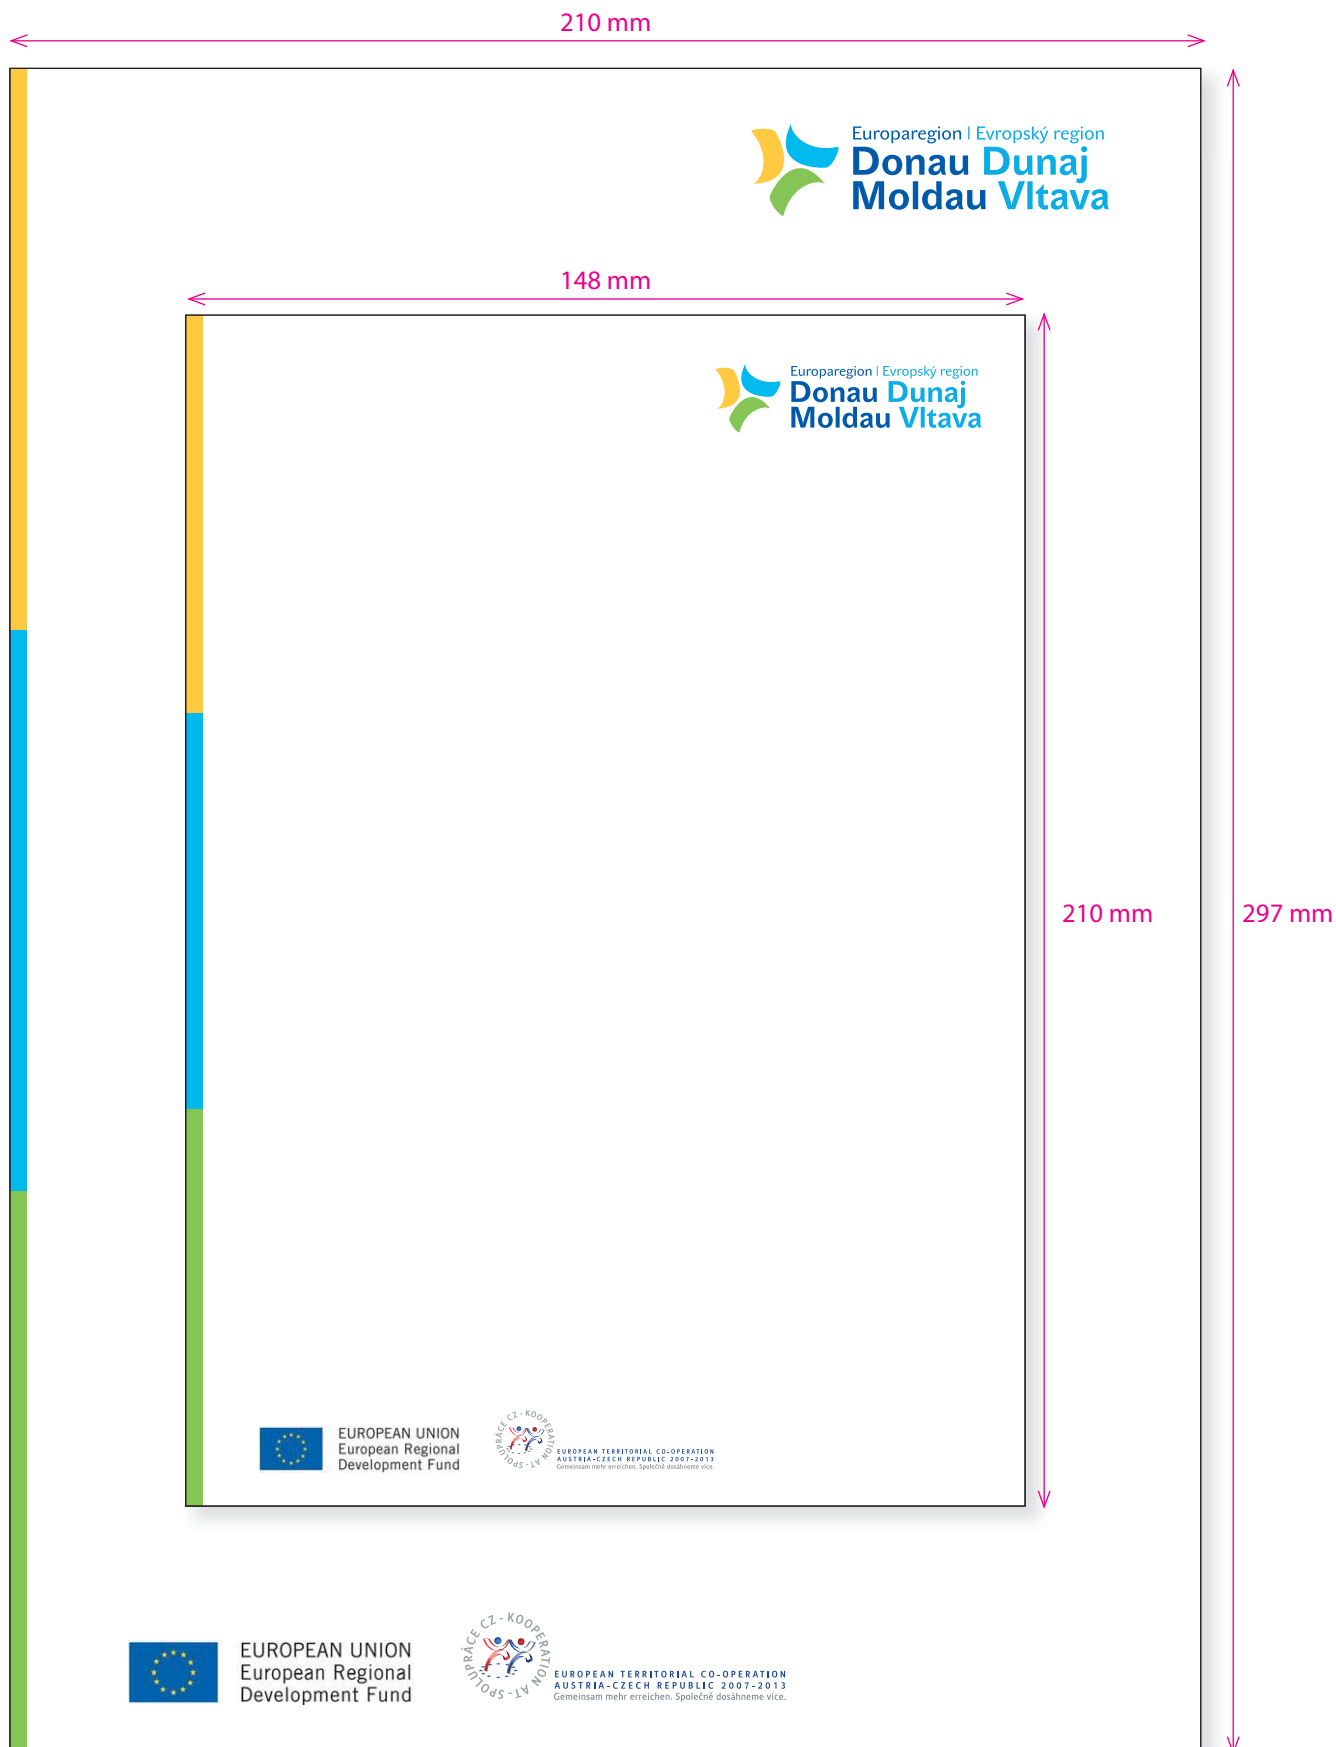 210 mm
Europaregion | Evropský region
Donau Dunaj
Moldau Vltava
148 mm
Europaregion | Evropský region
Donau Dunaj
Moldau Vltava
210 mm
297 mm
EUROPEAN UNION
European Regional
Development Fund
SPOLUPRÁCE CZ - KOOPERATION AT -
EUROPEAN TERRITORIAL CO-OPERATION
AUSTRIA-CZECH REPUBLIC 2007-2013
Gemeinsam mehr erreichen. Společně dosáhneme více.
EUROPEAN UNION
European Regional
Development Fund
SPOLUPRÁCE CZ - KOOPERATION AT -
EUROPEAN TERRITORIAL CO-OPERATION
AUSTRIA-CZECH REPUBLIC 2007-2013
Gemeinsam mehr erreichen. Společně dosáhneme více.